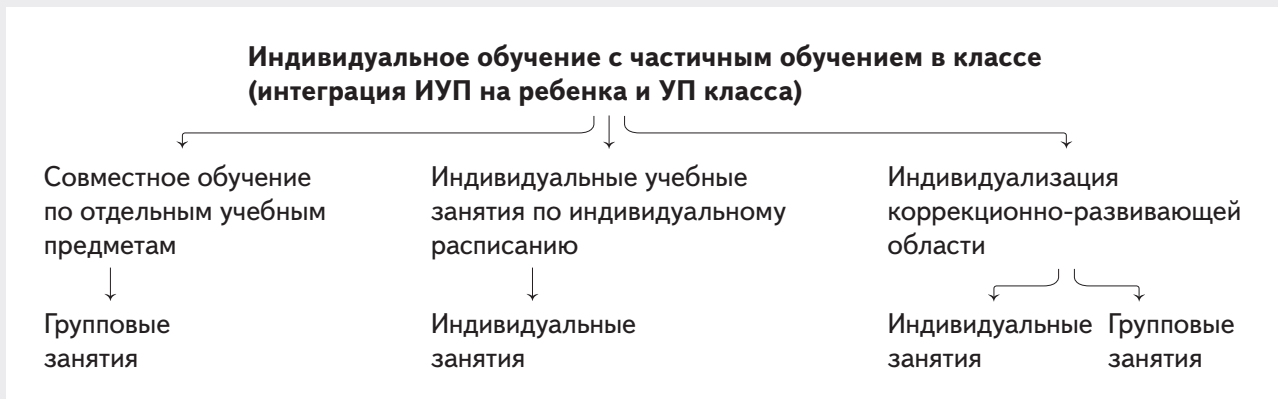 Индивидуальное обучение с частичным обучением в классе
(интеграция ИУП на ребенка и УП класса)
Совместное обучение
по отдельным учебным
предметам
Индивидуальные учебные
занятия по индивидуальному
расписанию
Индивидуализация
коррекционно-развивающей
области
Групповые
занятия
Индивидуальные
занятия
Индивидуальные
занятия
Групповые
занятия